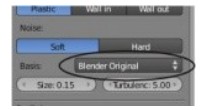 Plastic Wall in Wall out
Noise:
Soft Hard
Basis: Blender Original
Size: 0.15 Turbulenc: 5.00